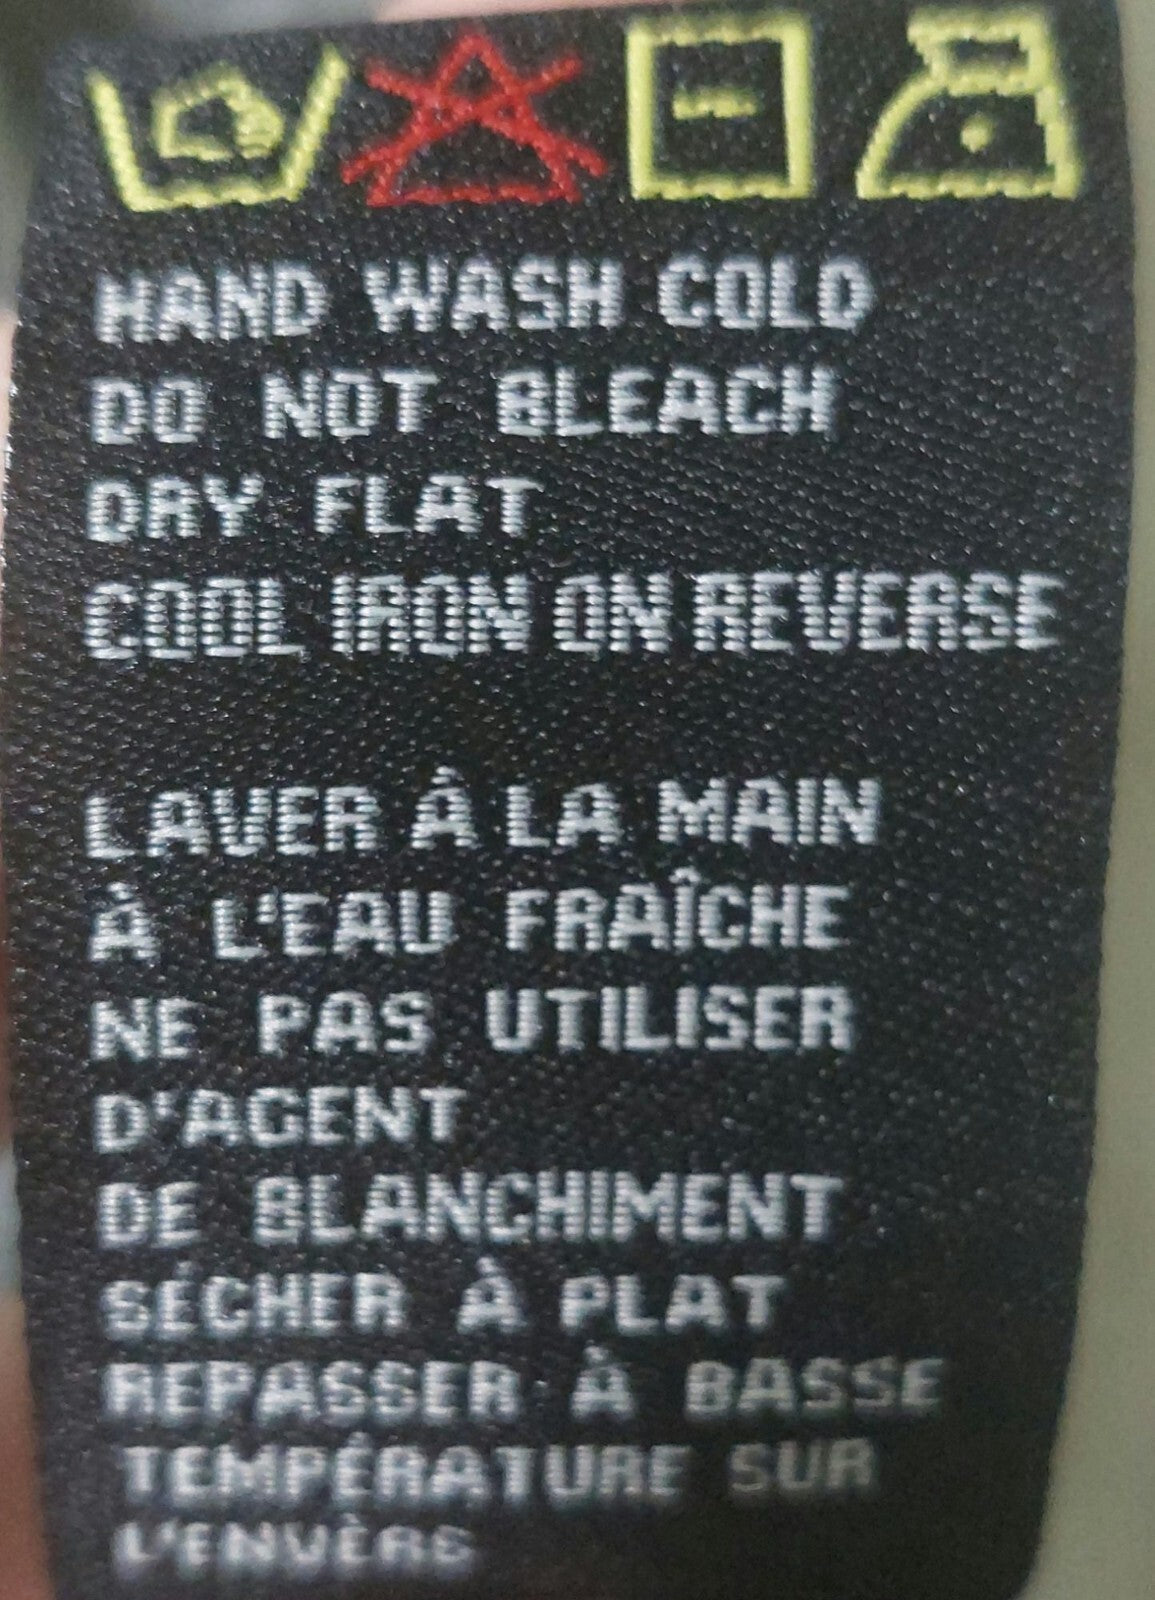 HAND WASH COLD
DO NOT BLEACH
DRY FLAT
COOL IRON ON REVERSE
LAVER À LA MAIN
À L'EAU FRAÎCHE
NE PAS UTILISER
D'AGENT
DE BLANCHIMENT
SÉCHER À PLAT
REPASSER À BASSE
TEMPÉRATURE SUR
L'ENVÈRS